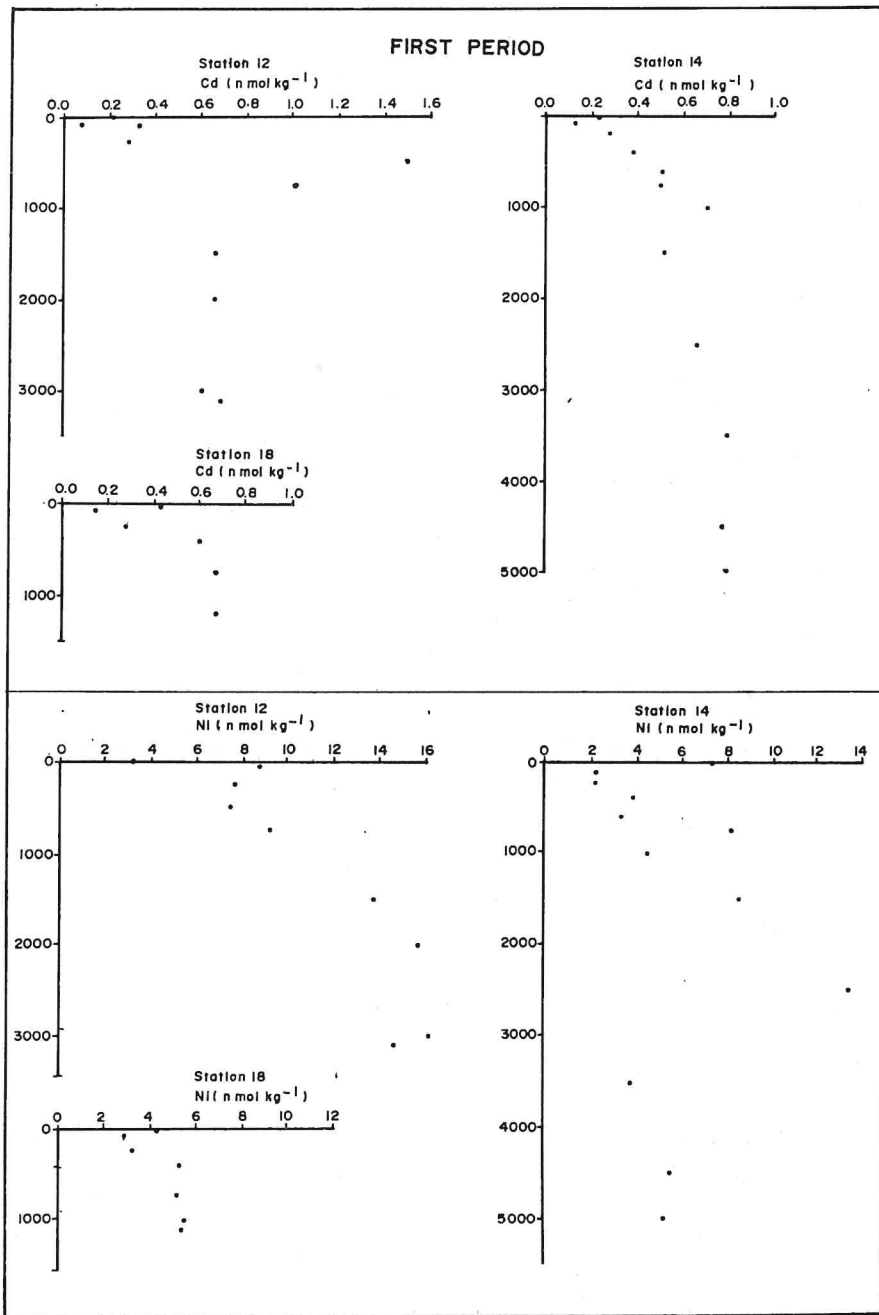 FIRST PERIOD
Station 12
Cd ( n mol kg⁻¹ )
0.0 0.2 0.4 0.6 0.8 1.0 1.2 1.4 1.6
0
1000
2000
3000
Station 14
Cd ( n mol kg⁻¹ )
0.0 0.2 0.4 0.6 0.8 1.0
1000
2000
3000
4000
5000
Station 18
Cd ( n mol kg⁻¹ )
0.0 0.2 0.4 0.6 0.8 1.0
0
1000
Station 12
NI ( n mol kg⁻¹ )
0 2 4 6 8 10 12 14 16
0
1000
2000
3000
Station 14
NI ( n mol kg⁻¹ )
0 2 4 6 8 10 12 14
0
1000
2000
3000
4000
5000
Station 18
NI ( n mol kg⁻¹ )
0 2 4 6 8 10 12
0
1000